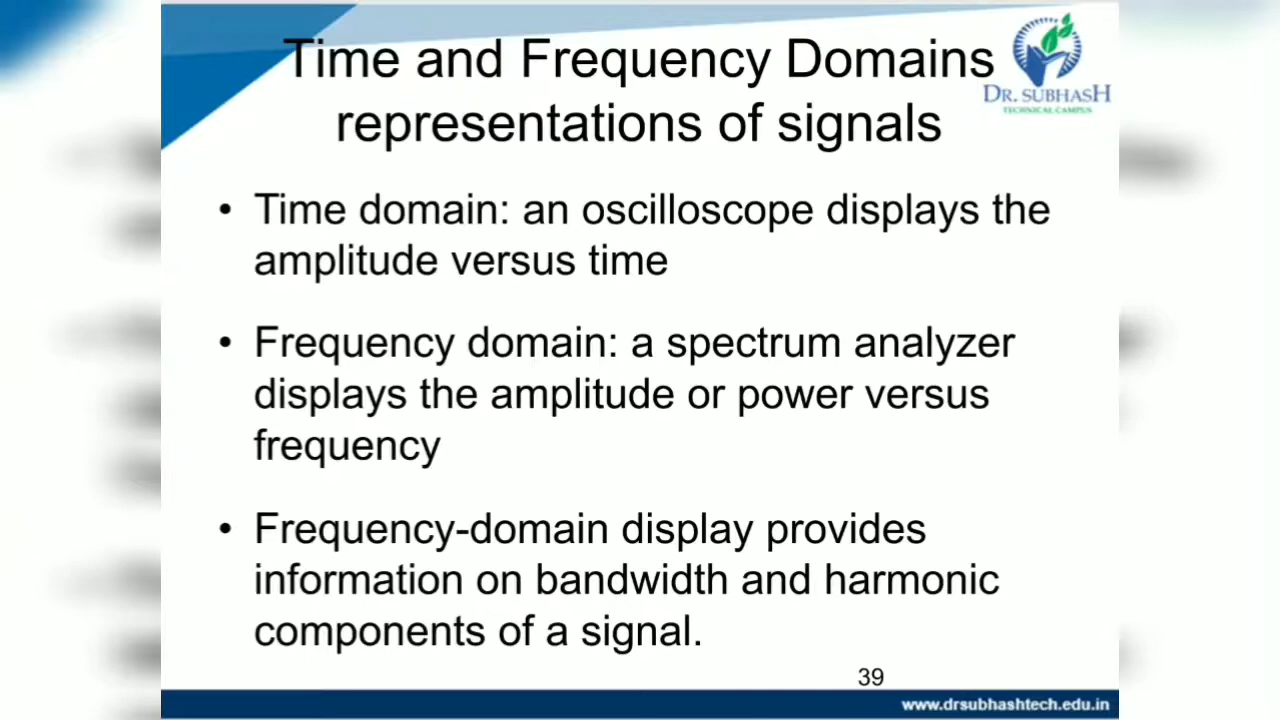 Time and Frequency Domains
representations of signals
DR. SUBHASH
TECHNICAL CAMPUS
• Time domain: an oscilloscope displays the
amplitude versus time
• Frequency domain: a spectrum analyzer
displays the amplitude or power versus
frequency
• Frequency-domain display provides
information on bandwidth and harmonic
components of a signal.
39
www.drsubhashtech.edu.in